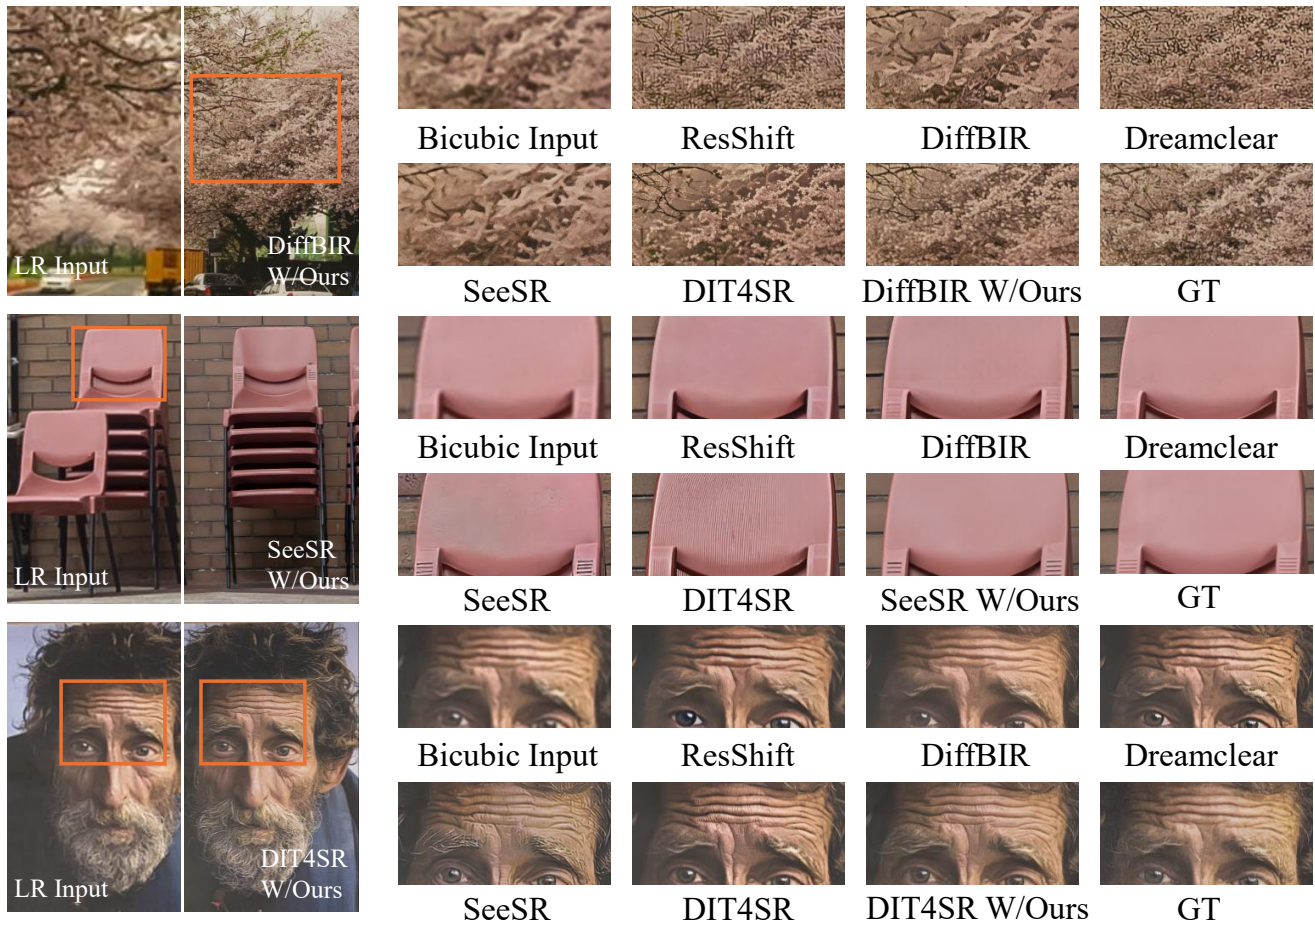 LR Input
DiffBIR
W/Ours
Bicubic Input
ResShift
DiffBIR
Dreamclear
SeeSR
DIT4SR
DiffBIR W/Ours
GT
LR Input
SeeSR
W/Ours
Bicubic Input
ResShift
DiffBIR
Dreamclear
SeeSR
DIT4SR
SeeSR W/Ours
GT
LR Input
DIT4SR
W/Ours
Bicubic Input
ResShift
DiffBIR
Dreamclear
SeeSR
DIT4SR
DIT4SR W/Ours
GT